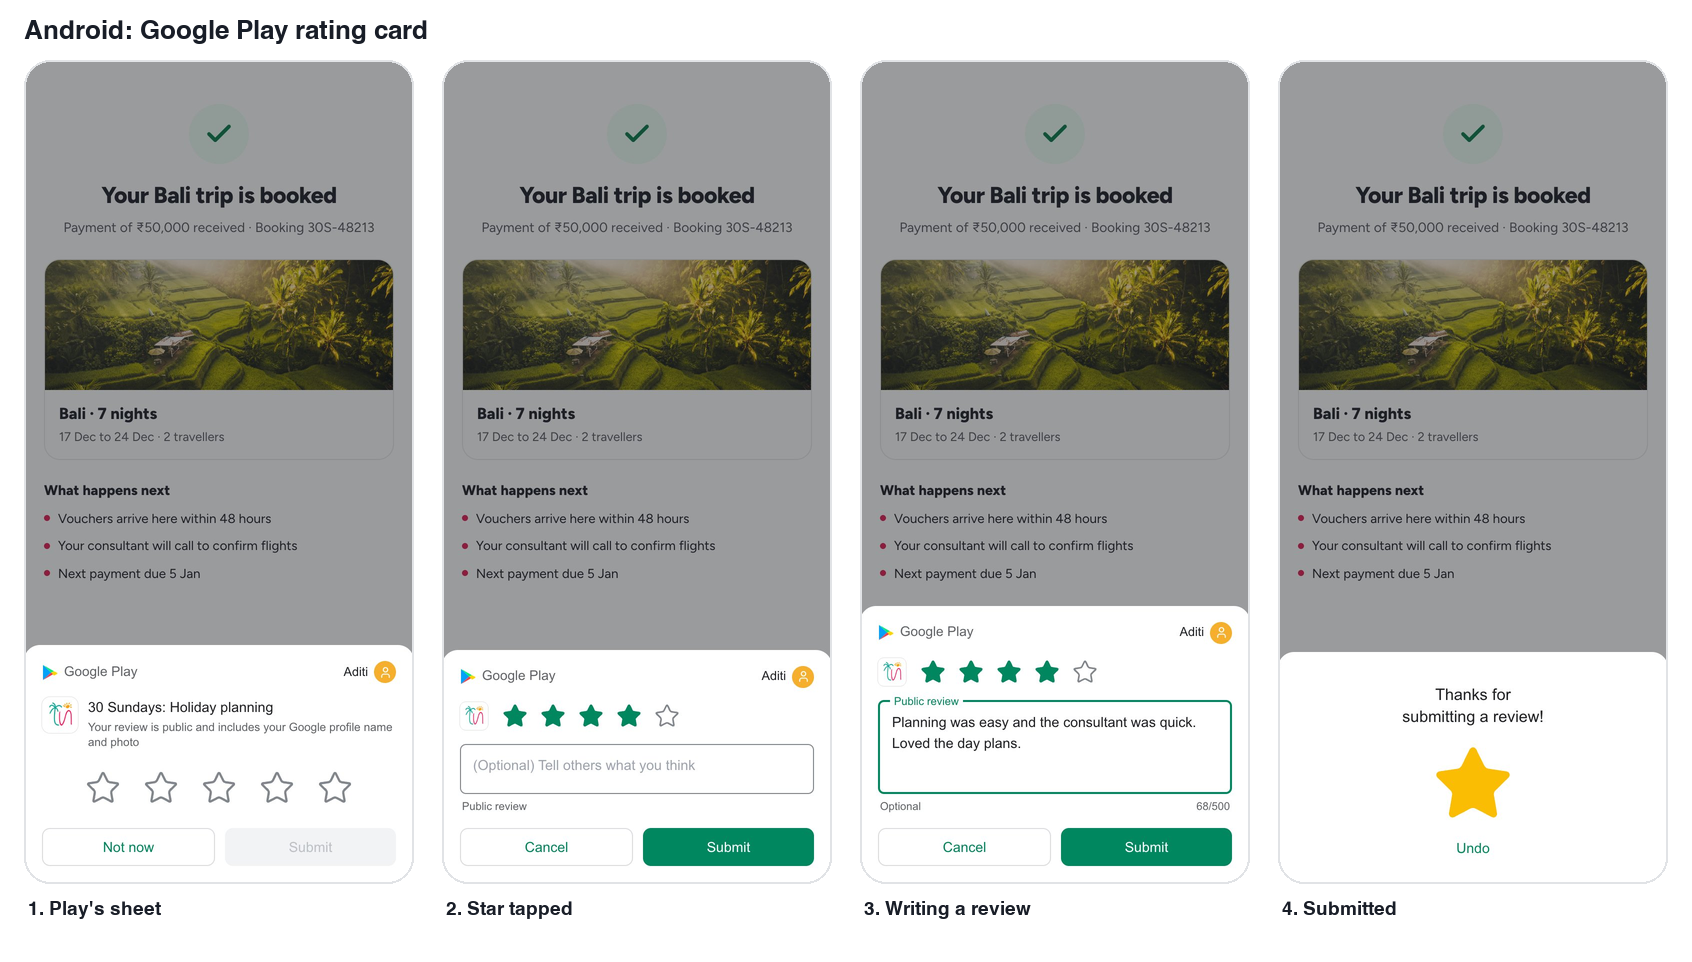 Android: Google Play rating card
Your Bali trip is booked
Payment of ₹50,000 received · Booking 30S-48213
Bali · 7 nights
17 Dec to 24 Dec · 2 travellers
What happens next
Vouchers arrive here within 48 hours
Your consultant will call to confirm flights
Next payment due 5 Jan
Google Play
Aditi
30 Sundays: Holiday planning
Your review is public and includes your Google profile name
and photo
Not now
Submit
1. Play's sheet
Your Bali trip is booked
Payment of ₹50,000 received · Booking 30S-48213
Bali · 7 nights
17 Dec to 24 Dec · 2 travellers
What happens next
Vouchers arrive here within 48 hours
Your consultant will call to confirm flights
Next payment due 5 Jan
Google Play
Aditi
(Optional) Tell others what you think
Public review
Cancel
Submit
2. Star tapped
Your Bali trip is booked
Payment of ₹50,000 received · Booking 30S-48213
Bali · 7 nights
17 Dec to 24 Dec · 2 travellers
What happens next
Vouchers arrive here within 48 hours
Your consultant will call to confirm flights
Next payment due 5 Jan
Google Play
Aditi
Public review
Planning was easy and the consultant was quick.
Loved the day plans.
Optional
68/500
Cancel
Submit
3. Writing a review
Your Bali trip is booked
Payment of ₹50,000 received · Booking 30S-48213
Bali · 7 nights
17 Dec to 24 Dec · 2 travellers
What happens next
Vouchers arrive here within 48 hours
Your consultant will call to confirm flights
Next payment due 5 Jan
Thanks for
submitting a review!
Undo
4. Submitted